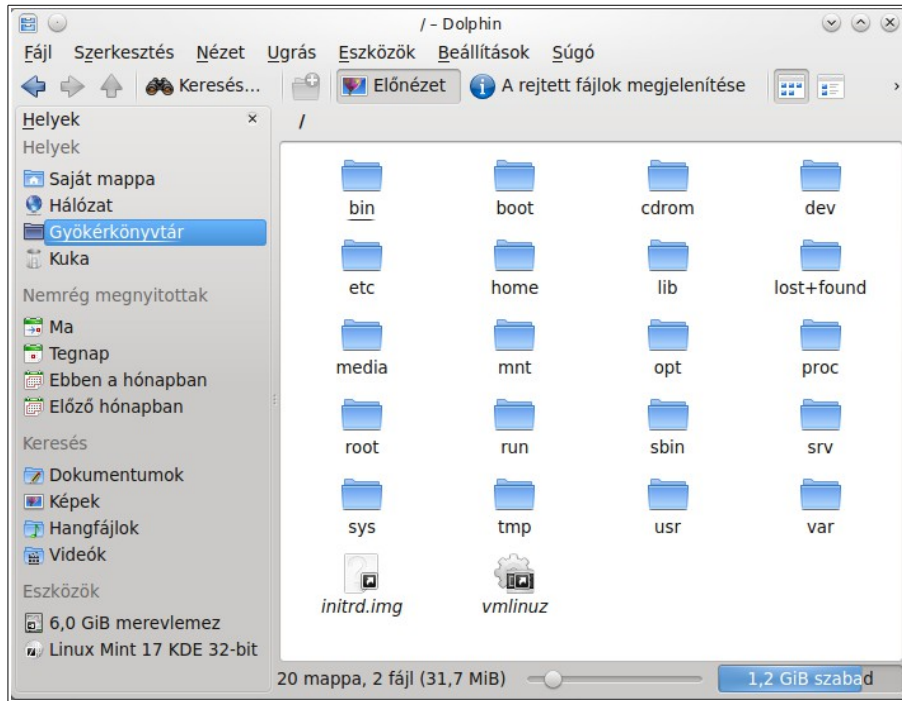 / – Dolphin
Fájl Szerkesztés Nézet Ugrás Eszközök Beállítások Súgó
Keresés... Előnézet A rejtett fájlok megjelenítése
Helyek
/
Helyek
Saját mappa
Hálózat
Gyökérkönyvtár
Kuka
Nemrég megnyitottak
Ma
Tegnap
Ebben a hónapban
Előző hónapban
Keresés
Dokumentumok
Képek
Hangfájlok
Videók
Eszközök
6,0 GiB merevlemez
Linux Mint 17 KDE 32-bit
bin boot cdrom dev
etc home lib lost+found
media mnt opt proc
root run sbin srv
sys tmp usr var
initrd.img vmlinuz
20 mappa, 2 fájl (31,7 MiB) 1,2 GiB szabad